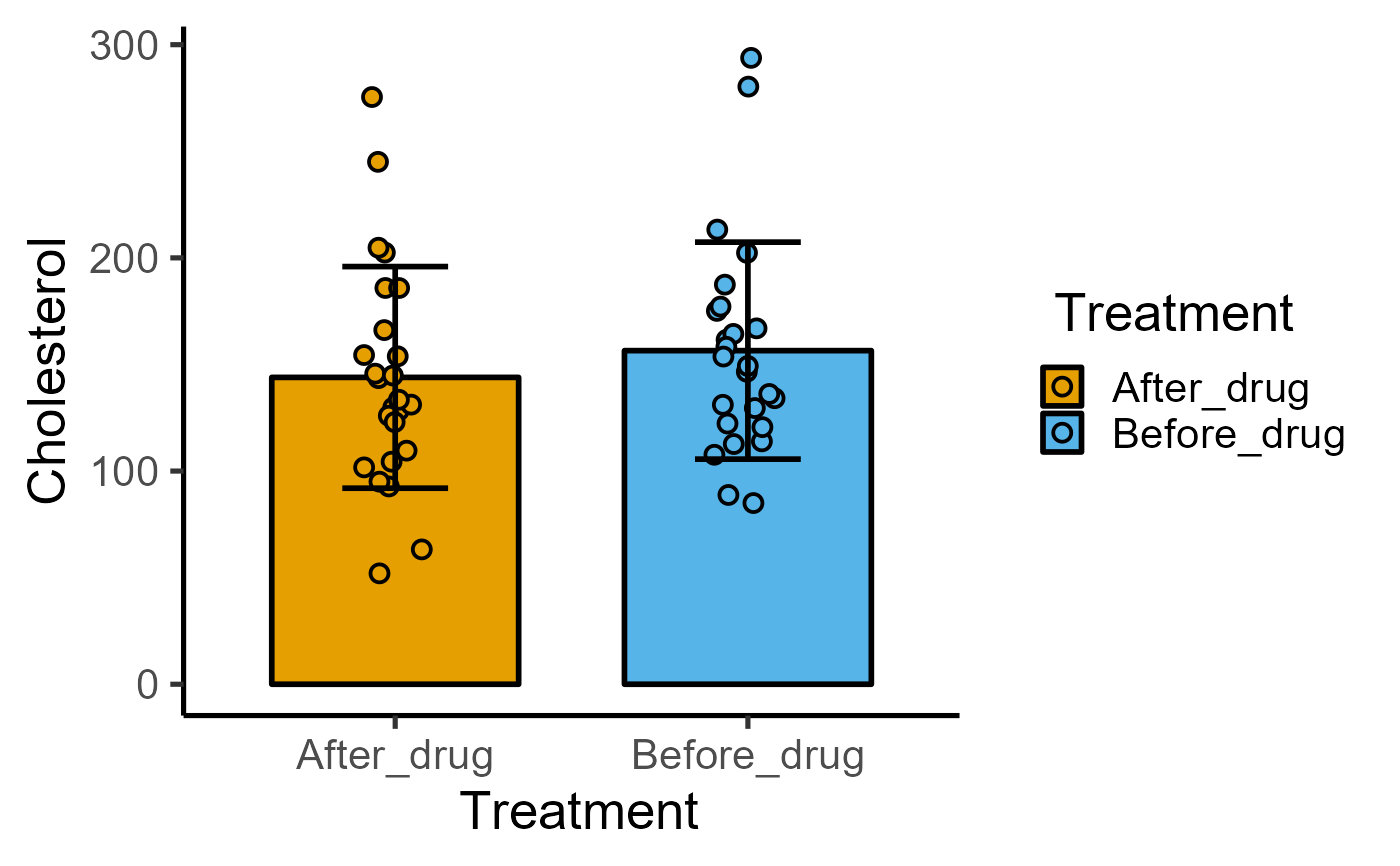 300
200
100
0
Cholesterol
After_drug
Before_drug
Treatment
Treatment
After_drug
Before_drug